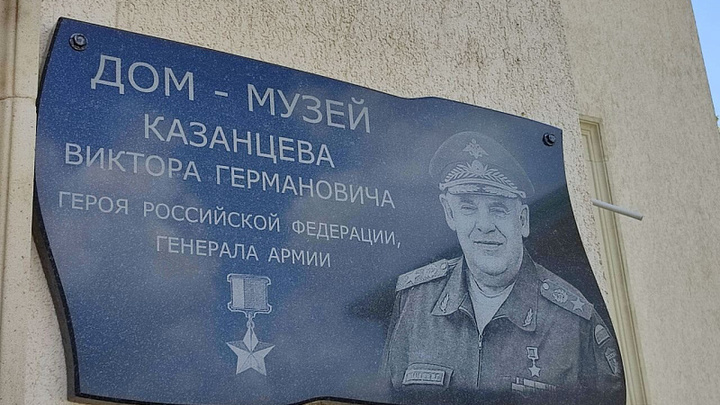 ДОМ - МУЗЕЙ
КАЗАНЦЕВА
ВИКТОРА ГЕРМАНОВИЧА
ГЕРОЯ РОССИЙСКОЙ ФЕДЕРАЦИИ,
ГЕНЕРАЛА АРМИИ